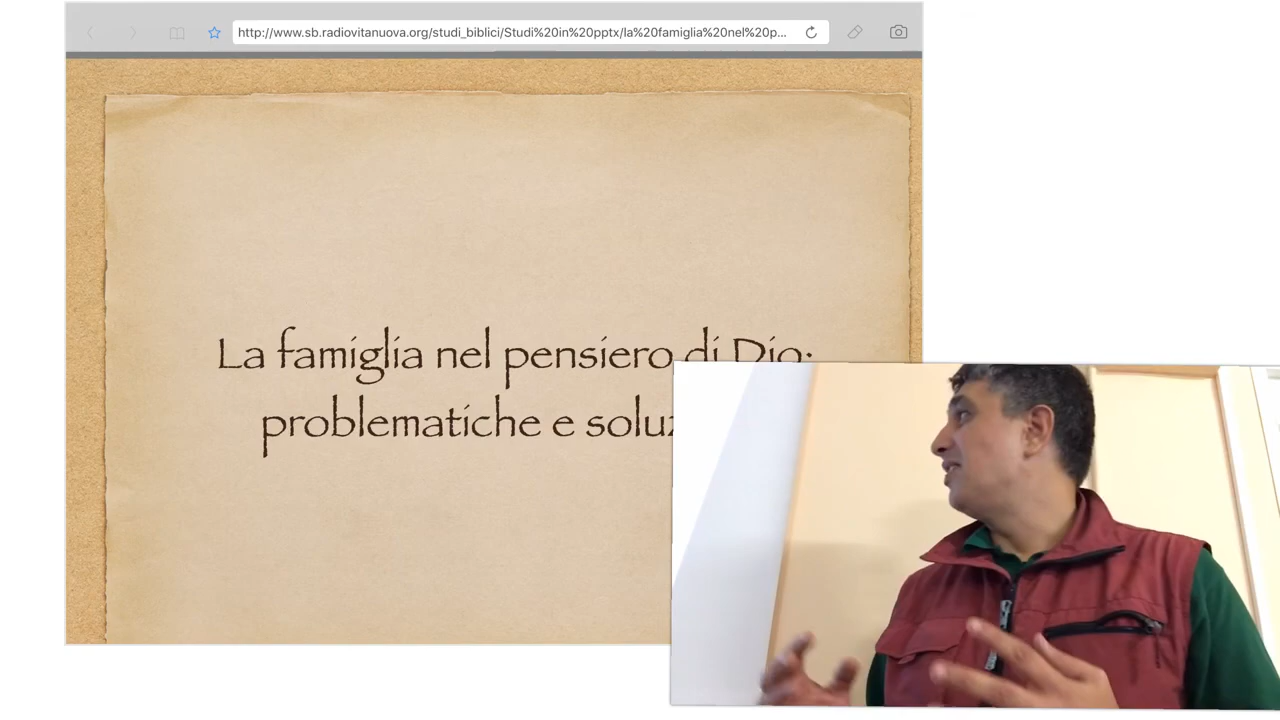 http://www.sb.radiovitanuova.org/studi_biblici/Studi%20in%20pptx/la%20famiglia%20nel%20p...
La famiglia nel pensiero di Dio:
problematiche e